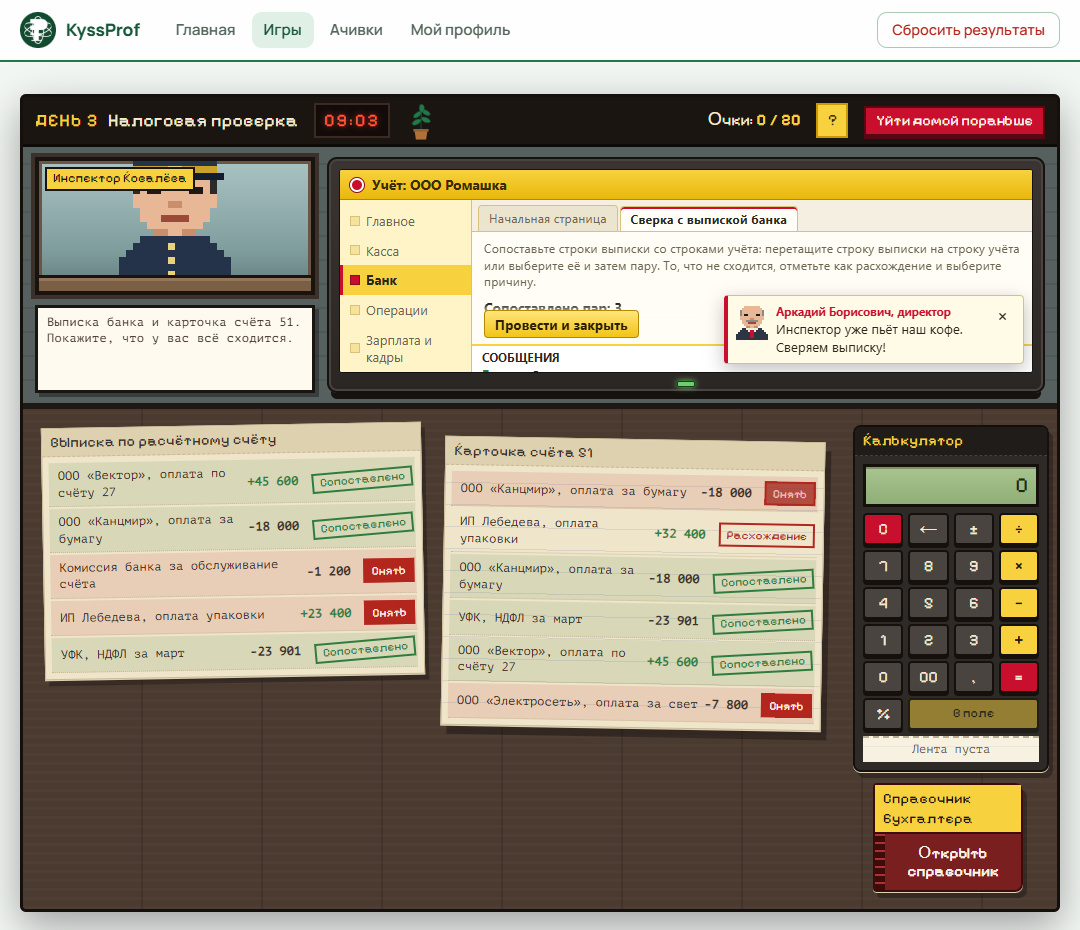 KyssProf
Главная
Игры
Ачивки
Мой профиль
Сбросить результаты
ДЕНЬ 3
Налоговая проверка
09:03
Очки: 0 / 80
?
Уйти домой пораньше
Инспектор Ковалёва
Выписка банка и карточка счёта 51.
Покажите, что у вас всё сходится.
Учёт: ООО Ромашка
Главное
Касса
Банк
Операции
Зарплата и
кадры
Начальная страница
Сверка с выпиской банка
Сопоставьте строки выписки со строками учёта: перетащите строку выписки на строку учёта
или выберите её и затем пару. То, что не сходится, отметьте как расхождение и выберите
причину.
Сопоставлено пар: 3
Провести и закрыть
СООБЩЕНИЯ
Аркадий Борисович, директор
Инспектор уже пьёт наш кофе.
Сверяем выписку!
×
Выписка по расчётному счёту
ООО «Вектор», оплата по
счёту 27
+45 600
Сопоставлено
ООО «Канцмир», оплата за
бумагу
-18 000
Сопоставлено
Комиссия банка за обслуживание
счёта
-1 200
Снять
ИП Лебедева, оплата упаковки
+23 400
Снять
УФК, НДФЛ за март
-23 901
Сопоставлено
Карточка счёта 51
ООО «Канцмир», оплата за бумагу
-18 000
Снять
ИП Лебедева, оплата
упаковки
+32 400
Расхождение
ООО «Канцмир», оплата за
бумагу
-18 000
Сопоставлено
УФК, НДФЛ за март
-23 901
Сопоставлено
ООО «Вектор», оплата по
счёту 27
+45 600
Сопоставлено
ООО «Электросеть», оплата за свет
-7 800
Снять
Калькулятор
0
С ← ± ÷
7 8 9 ×
4 5 6 −
1 2 3 +
0 00 , =
% В поле
Лента пуста
Справочник
бухгалтера
Открыть
справочник